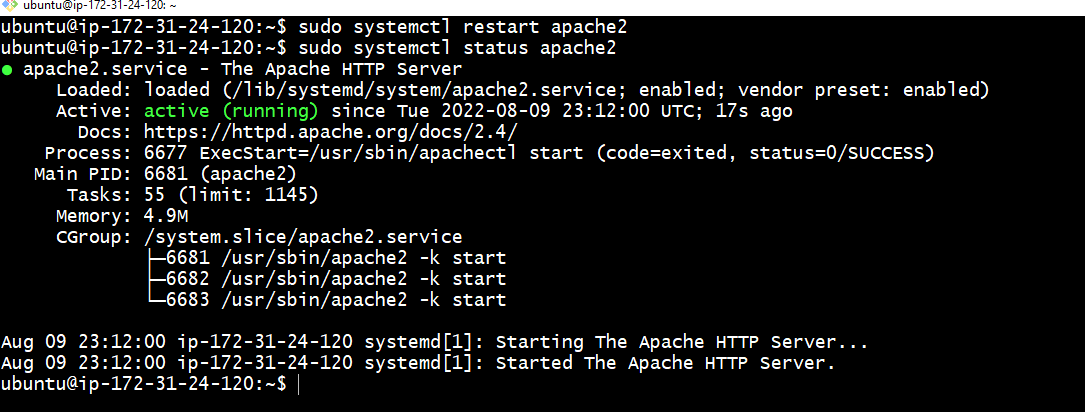 ubuntu@ip-172-31-24-120: ~
ubuntu@ip-172-31-24-120:~$ sudo systemctl restart apache2
ubuntu@ip-172-31-24-120:~$ sudo systemctl status apache2
● apache2.service - The Apache HTTP Server
Loaded: loaded (/lib/systemd/system/apache2.service; enabled; vendor preset: enabled)
Active: active (running) since Tue 2022-08-09 23:12:00 UTC; 17s ago
Docs: https://httpd.apache.org/docs/2.4/
Process: 6677 ExecStart=/usr/sbin/apachectl start (code=exited, status=0/SUCCESS)
Main PID: 6681 (apache2)
Tasks: 55 (limit: 1145)
Memory: 4.9M
CGroup: /system.slice/apache2.service
├─6681 /usr/sbin/apache2 -k start
├─6682 /usr/sbin/apache2 -k start
└─6683 /usr/sbin/apache2 -k start
Aug 09 23:12:00 ip-172-31-24-120 systemd[1]: Starting The Apache HTTP Server...
Aug 09 23:12:00 ip-172-31-24-120 systemd[1]: Started The Apache HTTP Server.
ubuntu@ip-172-31-24-120:~$